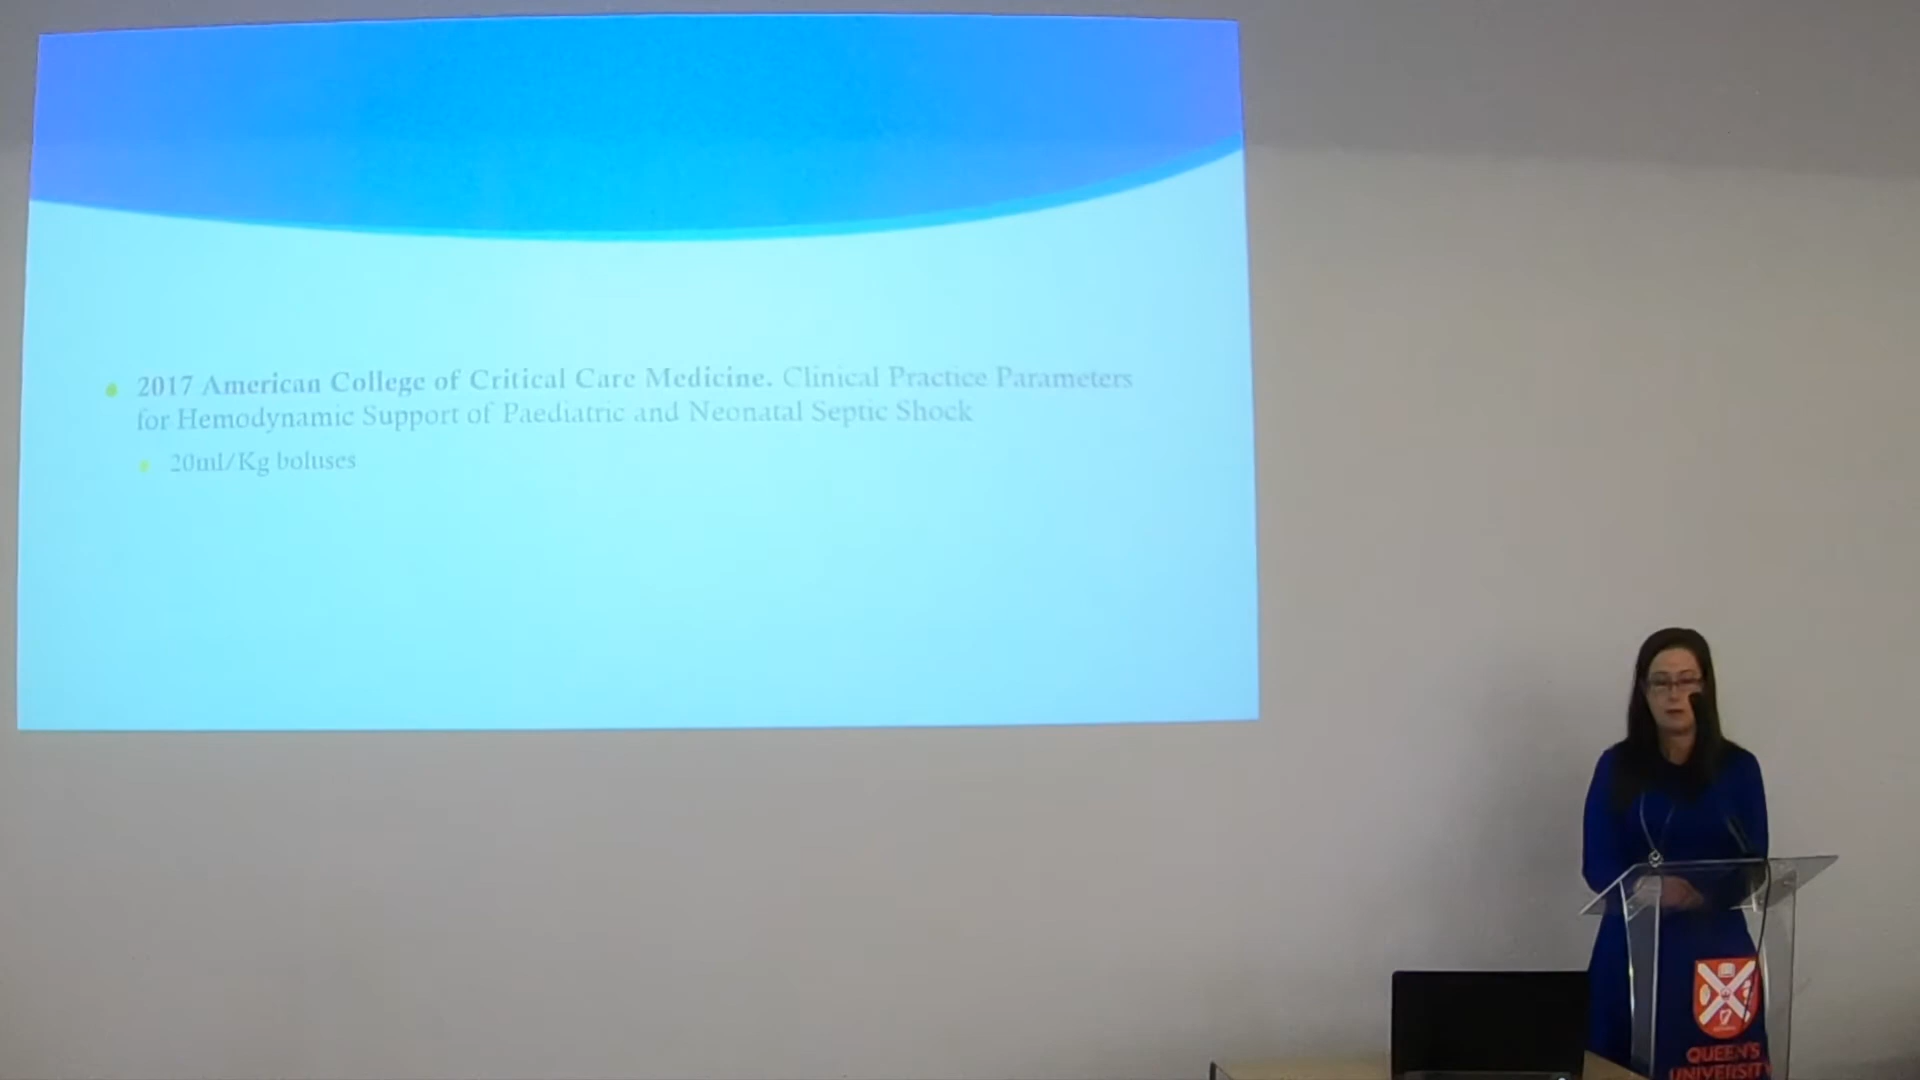 2017 American College of Critical Care Medicine. Clinical Practice Parameters
for Hemodynamic Support of Paediatric and Neonatal Septic Shock
20ml/Kg boluses
QUEEN'S
UNIVERSITY